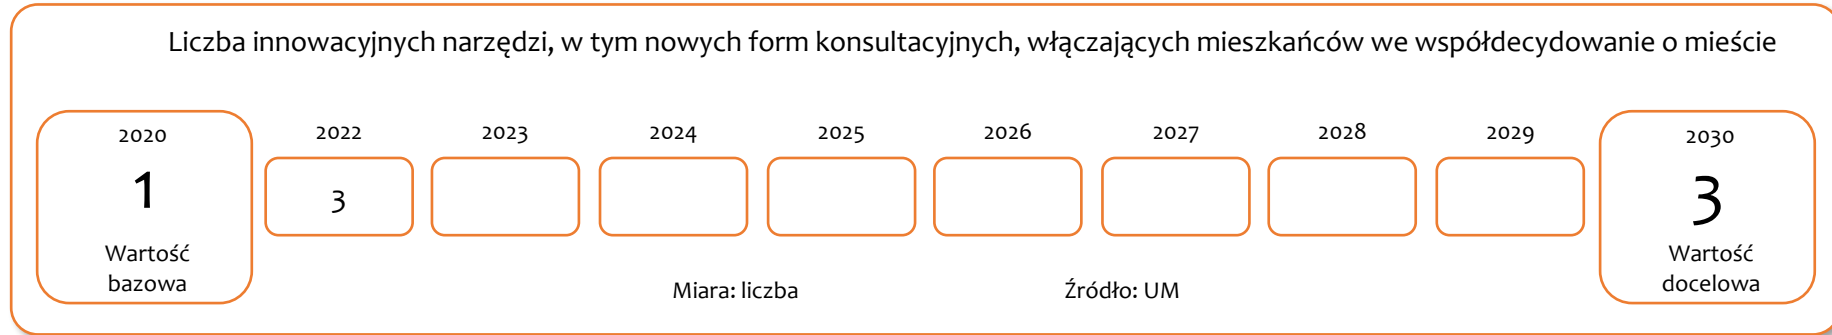 Liczba innowacyjnych narzędzi, w tym nowych form konsultacyjnych, włączających mieszkańców we współdecydowanie o mieście
2020
1
Wartość
bazowa
2022
3
2023
2024
2025
2026
2027
2028
2029
2030
3
Wartość
docelowa
Miara: liczba
Źródło: UM